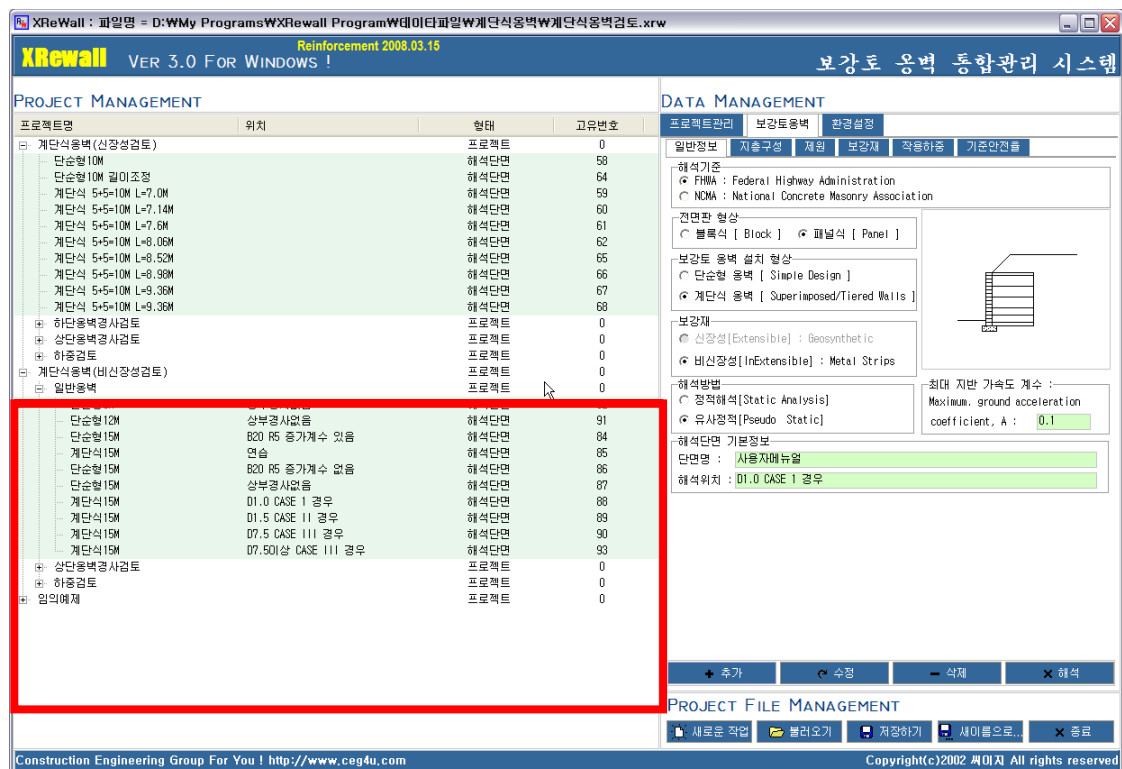 XReWall : 파일명 = D:₩My Programs₩XRewall Program₩데이타파일₩계단식옹벽₩계단식옹벽검토.xrw
Reinforcement 2008.03.15
XRewall VER 3.0 FOR WINDOWS !
보강토 옹벽 통합관리 시스템
PROJECT MANAGEMENT
프로젝트명 위치 형태 고유번호
계단식옹벽(신장성검토) 프로젝트 0
단순형10M 해석단면 58
단순형10M 길이조정 해석단면 64
계단식 5+5=10M L=7.0M 해석단면 59
계단식 5+5=10M L=7.14M 해석단면 60
계단식 5+5=10M L=7.6M 해석단면 61
계단식 5+5=10M L=8.06M 해석단면 62
계단식 5+5=10M L=8.52M 해석단면 65
계단식 5+5=10M L=8.98M 해석단면 66
계단식 5+5=10M L=9.36M 해석단면 67
계단식 5+5=10M L=9.36M 해석단면 68
하단옹벽경사검토 프로젝트 0
상단옹벽경사검토 프로젝트 0
하중검토 프로젝트 0
계단식옹벽(비신장성검토) 프로젝트 0
일반옹벽 프로젝트 0
단순형12M 상부경사없음 해석단면 91
단순형15M B20 R5 증가계수 있음 해석단면 84
계단식15M 연습 해석단면 85
단순형15M B20 R5 증가계수 없음 해석단면 86
단순형15M 상부경사없음 해석단면 87
계단식15M D1.0 CASE 1 경우 해석단면 88
계단식15M D1.5 CASE II 경우 해석단면 89
계단식15M D7.5 CASE III 경우 해석단면 90
계단식15M D7.50이상 CASE III 경우 해석단면 93
상단옹벽경사검토 프로젝트 0
하중검토 프로젝트 0
임의예제 프로젝트 0
DATA MANAGEMENT
프로젝트관리 보강토옹벽 환경설정
일반정보 지층구성 제원 보강재 작용하중 기준안전률
해석기준
FHWA : Federal Highway Administration
NCMA : National Concrete Masonry Association
전면판 형상
블록식 [ Block ] 패널식 [ Panel ]
보강토 옹벽 설치 형상
단순형 옹벽 [ Simple Design ]
계단식 옹벽 [ Superimposed/Tiered Walls ]
보강재
신장성[Extensible] : Geosynthetic
비신장성[InExtensible] : Metal Strips
해석방법
정적해석[Static Analysis]
유사정적[Pseudo Static]
최대 지반 가속도 계수 :
Maximum. ground acceleration
coefficient, A : 0.1
해석단면 기본정보
단면명 : 사용자메뉴얼
해석위치 : D1.0 CASE 1 경우
추가 수정 삭제 해석
PROJECT FILE MANAGEMENT
새로운 작업 불러오기 저장하기 새이름으로... 종료
Construction Engineering Group For You ! http://www.ceg4u.com
Copyright(c)2002 씨이지 All rights reserved